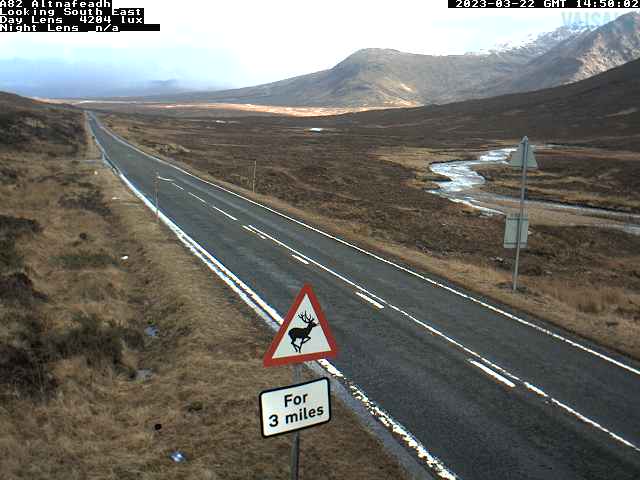 A82 Altnafeadh
2023-03-22 GMT 14:50:02
Looking South East
Day Lens 4204 lux
Night Lens n/a
VAISALA
For
3 miles